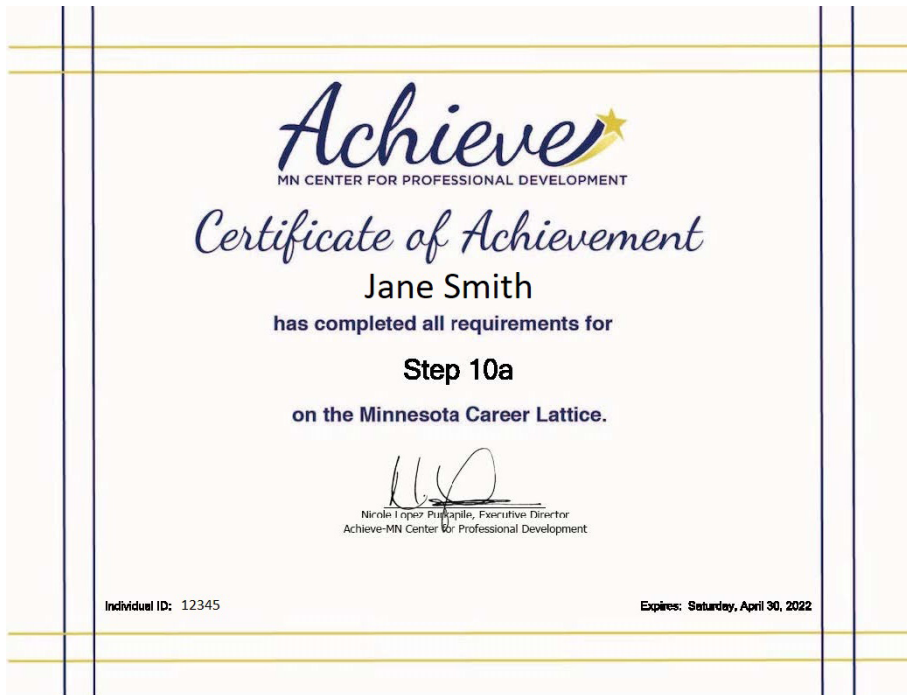 Achieve
MN CENTER FOR PROFESSIONAL DEVELOPMENT
Certificate of Achievement
Jane Smith
has completed all requirements for
Step 10a
on the Minnesota Career Lattice.
Nicole Lopez Purkapile, Executive Director
Achieve-MN Center for Professional Development
Individual ID: 12345
Expires: Saturday, April 30, 2022